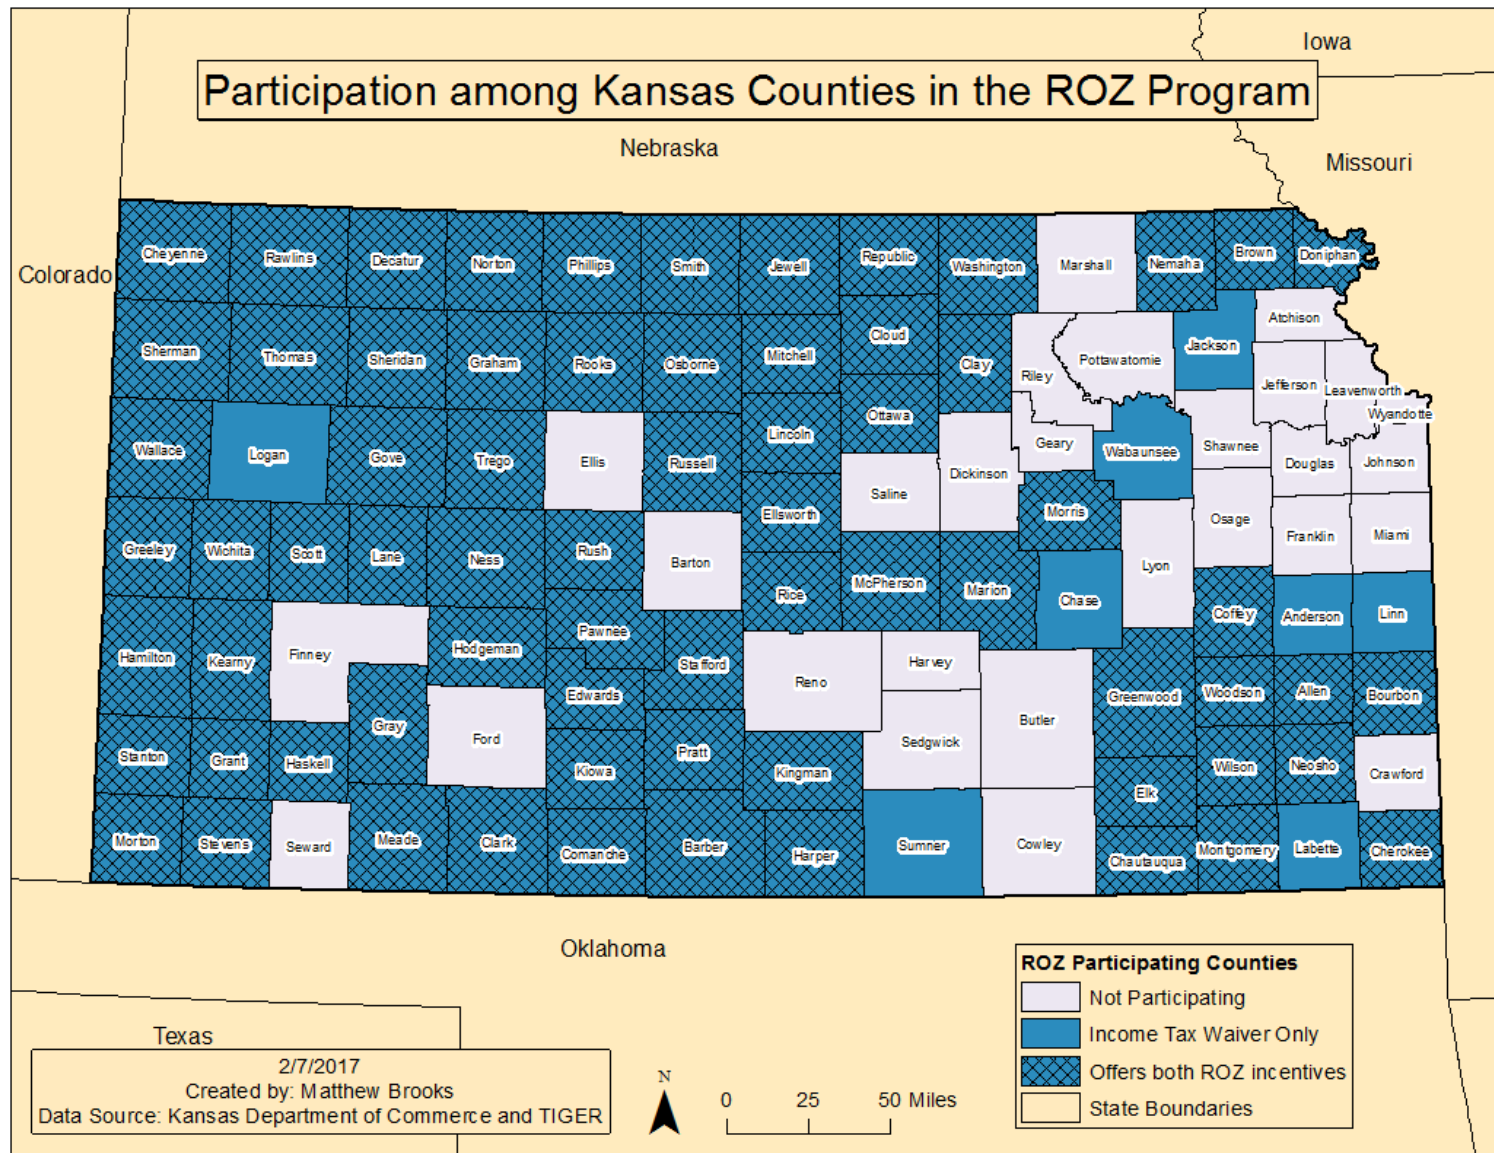 Iowa
Participation among Kansas Counties in the ROZ Program
Nebraska
Missouri
Colorado
Cheyenne
Rawlins
Decatur
Norton
Phillips
Smith
Jewell
Republic
Washington
Marshall
Nemaha
Brown
Doniphan
Sherman
Thomas
Sheridan
Graham
Rooks
Osborne
Mitchell
Cloud
Clay
Riley
Pottawatomie
Jackson
Atchison
Jefferson
Leavenworth
Wyandotte
Wallace
Logan
Gove
Trego
Ellis
Russell
Lincoln
Ottawa
Saline
Dickinson
Geary
Wabaunsee
Shawnee
Douglas
Johnson
Greeley
Wichita
Scott
Lane
Ness
Rush
Barton
Ellsworth
Rice
McPherson
Marion
Morris
Chase
Lyon
Osage
Franklin
Miami
Coffey
Anderson
Linn
Hamilton
Kearny
Finney
Hodgeman
Pawnee
Stafford
Edwards
Reno
Harvey
Sedgwick
Butler
Greenwood
Woodson
Allen
Bourbon
Stanton
Grant
Haskell
Gray
Ford
Kiowa
Pratt
Kingman
Elk
Wilson
Neosho
Crawford
Morton
Stevens
Seward
Meade
Clark
Comanche
Barber
Harper
Sumner
Cowley
Chautauqua
Montgomery
Labette
Cherokee
Oklahoma
Texas
2/7/2017
Created by: Matthew Brooks
Data Source: Kansas Department of Commerce and TIGER
N
0 25 50 Miles
ROZ Participating Counties
Not Participating
Income Tax Waiver Only
Offers both ROZ incentives
State Boundaries